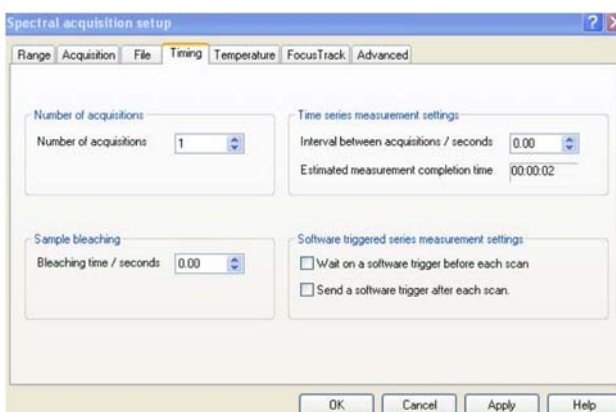 Spectral acquisition setup
Range Acquisition File Timing Temperature FocusTrack Advanced
Number of acquisitions
Number of acquisitions 1
Time series measurement settings
Interval between acquisitions / seconds 0.00
Estimated measurement completion time 00:00:02
Sample bleaching
Bleaching time / seconds 0.00
Software triggered series measurement settings
Wait on a software trigger before each scan
Send a software trigger after each scan.
OK Cancel Apply Help